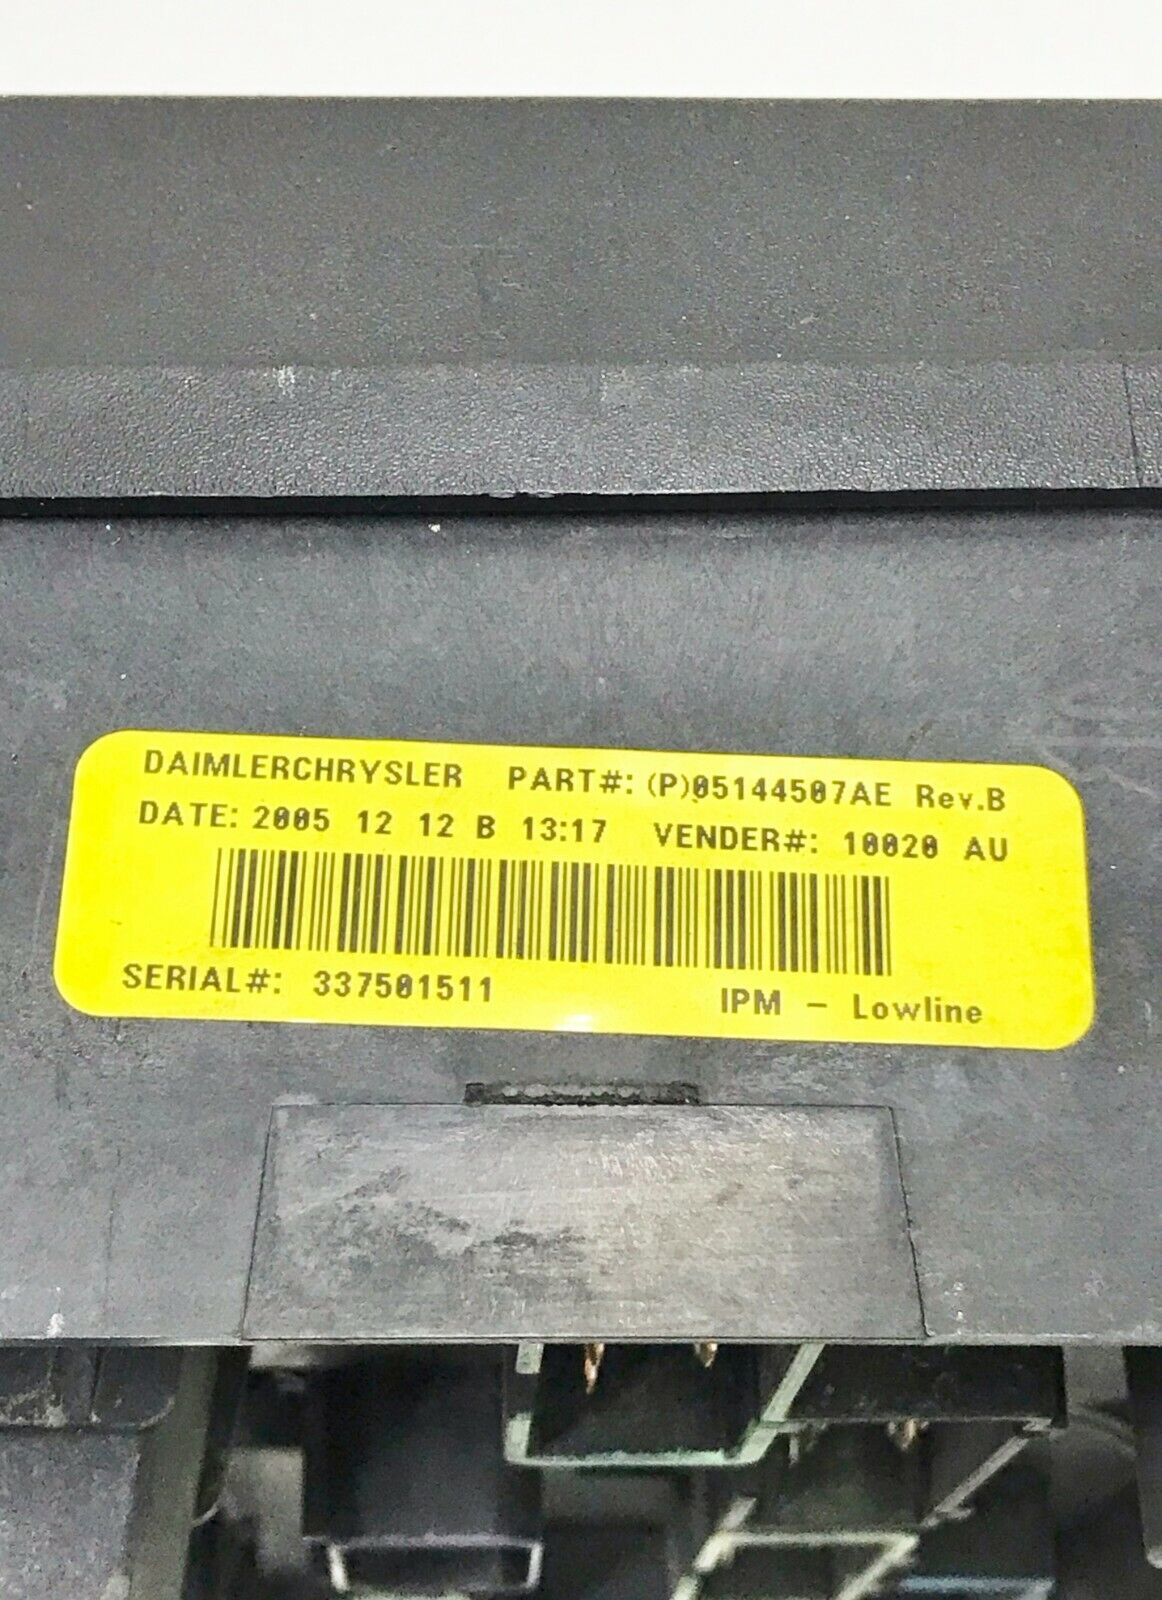 DAIMLERCHRYSLER PART#: (P)05144507AE Rev.B
DATE: 2005 12 12 B 13:17 VENDER#: 10020 AU
SERIAL#: 337501511 IPM - Lowline